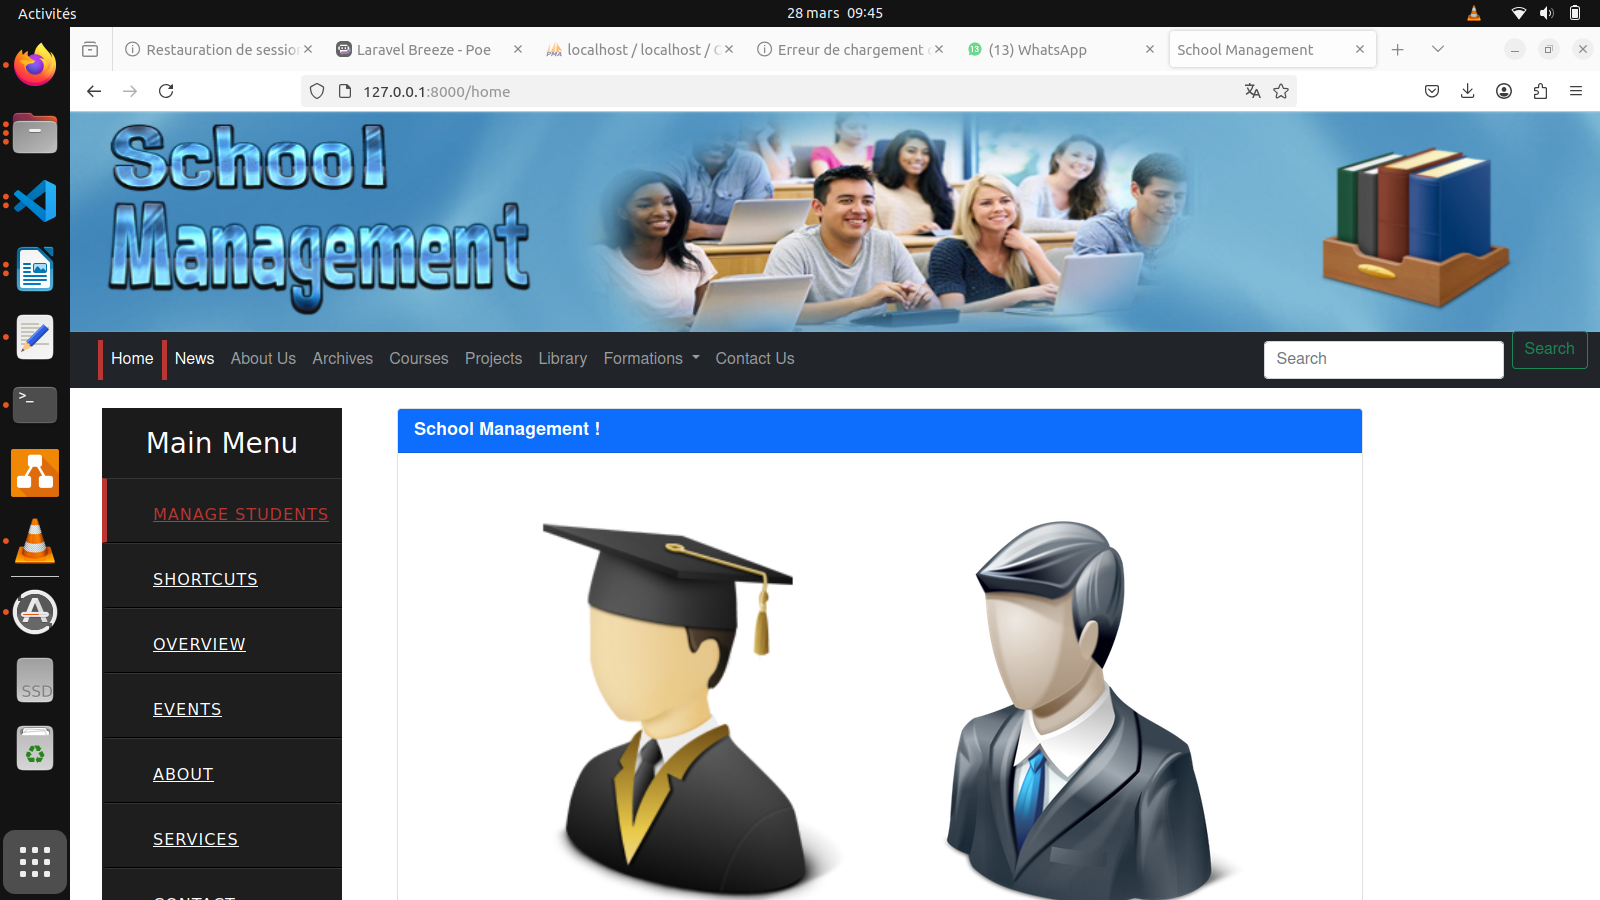 Activités
28 mars 09:45
Restauration de session
Laravel Breeze - Poe
localhost / localhost / C
Erreur de chargement
(13) WhatsApp
School Management
127.0.0.1:8000/home
School
Management
Home
News
About Us
Archives
Courses
Projects
Library
Formations
Contact Us
Search
Search
Main Menu
MANAGE STUDENTS
SHORTCUTS
OVERVIEW
EVENTS
ABOUT
SERVICES
CONTACT
School Management !
SSD